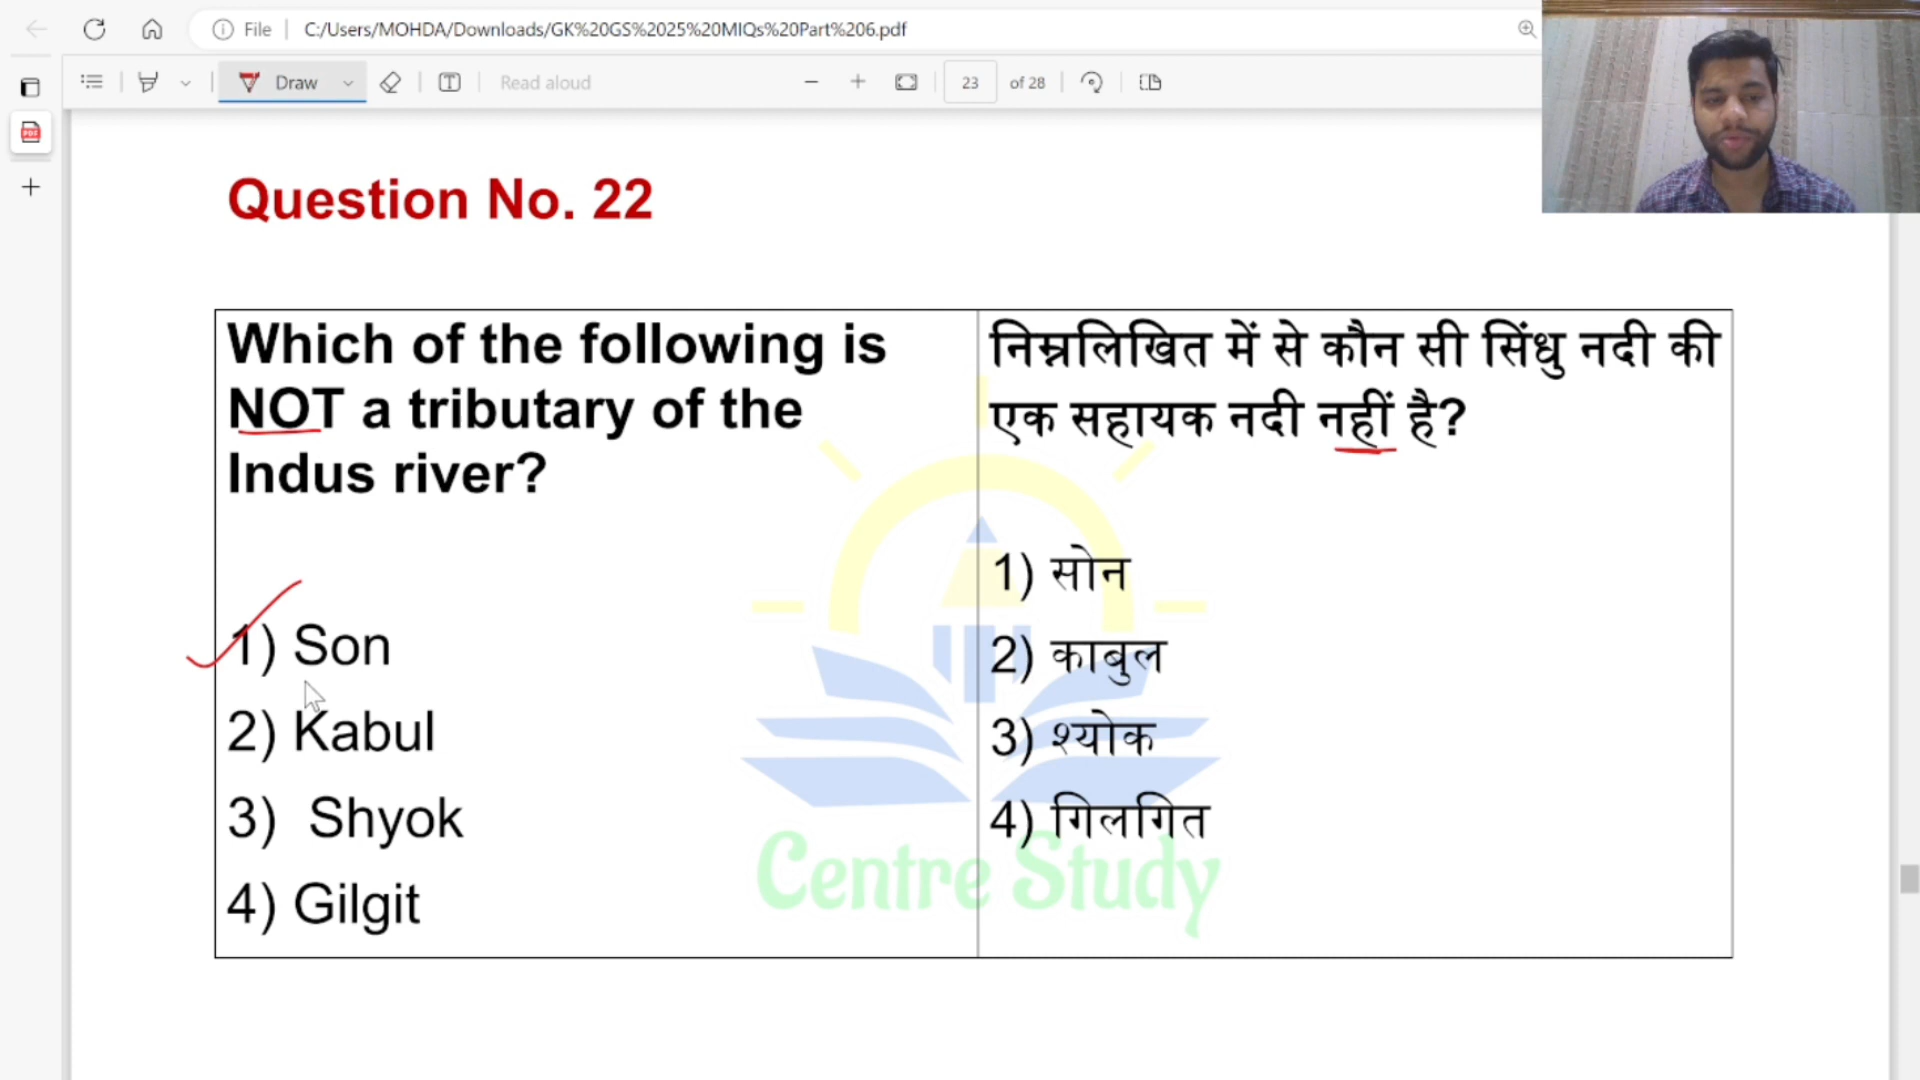 File
C:/Users/MOHDA/Downloads/GK%20GS%2025%20MIQs%20Part%206.pdf
Draw
Read aloud
23 of 28
Question No. 22
Which of the following is
NOT a tributary of the
Indus river?
1) Son
2) Kabul
3) Shyok
4) Gilgit
निम्नलिखित में से कौन सी सिंधु नदी की
एक सहायक नदी नहीं है?
1) सोन
2) काबुल
3) श्योक
4) गिलगित
Centre Study